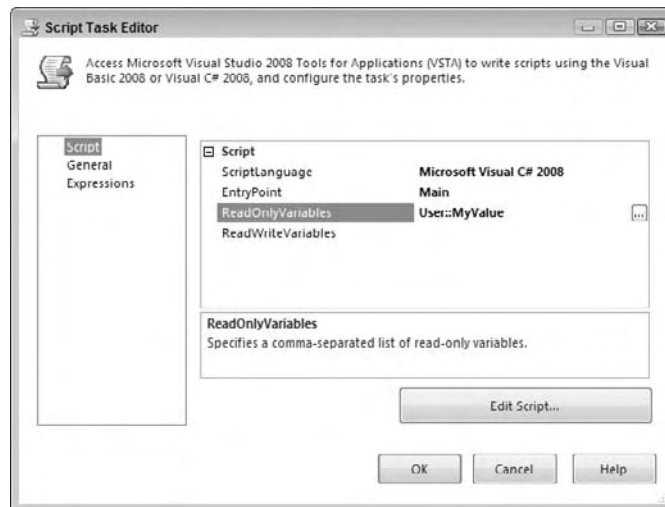 Script Task Editor
Access Microsoft Visual Studio 2008 Tools for Applications (VSTA) to write scripts using the Visual
Basic 2008 or Visual C# 2008, and configure the task's properties.
Script
General
Expressions
Script
ScriptLanguage Microsoft Visual C# 2008
EntryPoint Main
ReadOnlyVariables User::MyValue ...
ReadWriteVariables
ReadOnlyVariables
Specifies a comma-separated list of read-only variables.
Edit Script...
OK Cancel Help